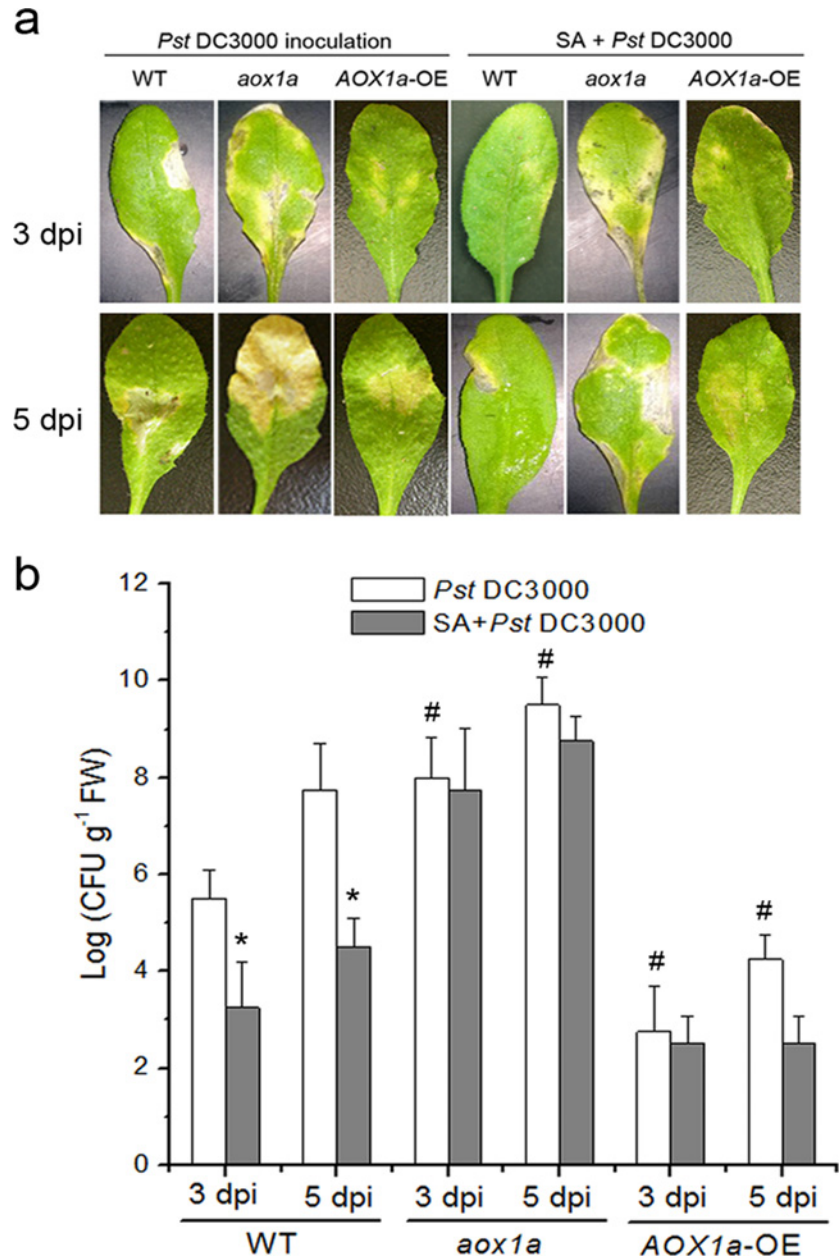 a
Pst DC3000 inoculation SA + Pst DC3000
WT aox1a AOX1a-OE WT aox1a AOX1a-OE
3 dpi
5 dpi
b
12
10
8
6
4
2
0
Log (CFU g⁻¹ FW)
Pst DC3000
SA+Pst DC3000
* * # # # #
3 dpi 5 dpi 3 dpi 5 dpi 3 dpi 5 dpi
WT aox1a AOX1a-OE